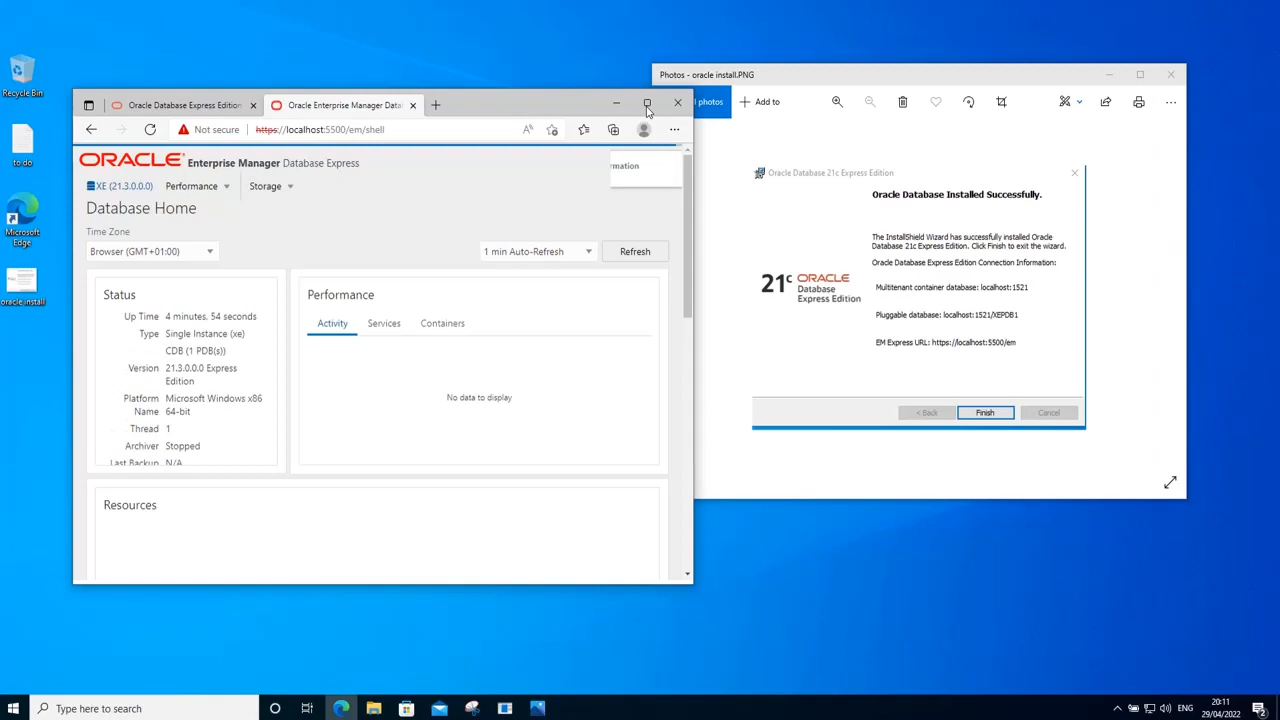 Recycle Bin
to do
Microsoft
Edge
oracle install
Oracle Database Express Edition
Oracle Enterprise Manager Datal
Not secure
https://localhost:5500/em/shell
ORACLE Enterprise Manager Database Express
rmation
XE (21.3.0.0.0)
Performance
Storage
Database Home
Time Zone
Browser (GMT+01:00)
1 min Auto-Refresh
Refresh
Status
Up Time 4 minutes, 54 seconds
Type Single Instance (xe)
CDB (1 PDB(s))
Version 21.3.0.0.0 Express
Edition
Platform Microsoft Windows x86
Name 64-bit
Thread 1
Archiver Stopped
Last Backup N/A
Performance
Activity
Services
Containers
No data to display
Resources
Photos - oracle install.PNG
l photos
Add to
Oracle Database 21c Express Edition
Oracle Database Installed Successfully.
The InstallShield Wizard has successfully installed Oracle
Database 21c Express Edition. Click Finish to exit the wizard.
Oracle Database Express Edition Connection Information:
21c ORACLE
Database
Express Edition
Multitenant container database: localhost:1521
Pluggable database: localhost:1521/XEPDB1
EM Express URL: https://localhost:5500/em
< Back
Finish
Cancel
Type here to search
ENG
20:11
29/04/2022
2